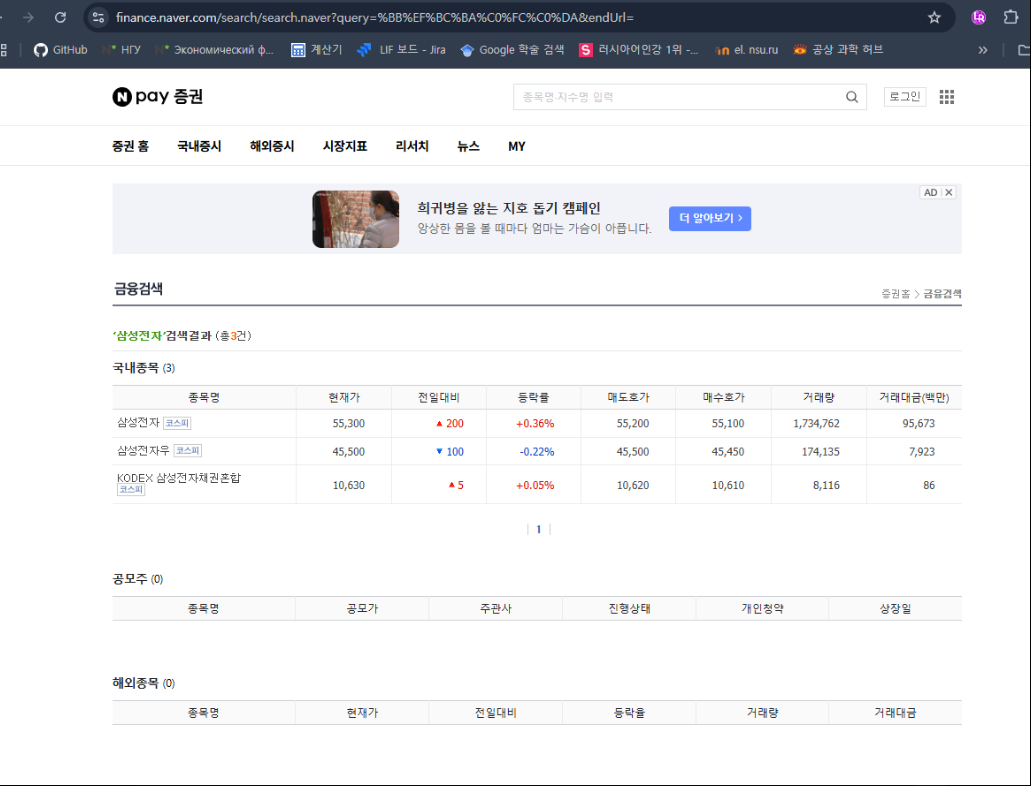 finance.naver.com/search/search.naver?query=%BB%EF%BC%BA%C0%FC%C0%DA&endUrl=
GitHub НГУ Экономический ф... 계산기 LIF 보드 - Jira Google 학술 검색 S 러시아어인강 1위 -... el. nsu.ru 공상 과학 허브 »
N pay 증권 종목명·지수명 입력 로그인
증권 홈 국내증시 해외증시 시장지표 리서치 뉴스 MY
희귀병을 앓는 지호 돕기 캠페인
앙상한 몸을 볼 때마다 엄마는 가슴이 아픕니다.
더 알아보기 ›
AD X
금융검색 증권홈 > 금융검색
'삼성전자'검색결과 (총3건)
국내종목 (3)
종목명 현재가 전일대비 등락률 매도호가 매수호가 거래량 거래대금(백만)
삼성전자 코스피 55,300 ▲ 200 +0.36% 55,200 55,100 1,734,762 95,673
삼성전자우 코스피 45,500 ▼ 100 -0.22% 45,500 45,450 174,135 7,923
KODEX 삼성전자채권혼합 10,630 ▲ 5 +0.05% 10,620 10,610 8,116 86
코스피
1
공모주 (0)
종목명 공모가 주관사 진행상태 개인청약 상장일
해외종목 (0)
종목명 현재가 전일대비 등락율 거래량 거래대금